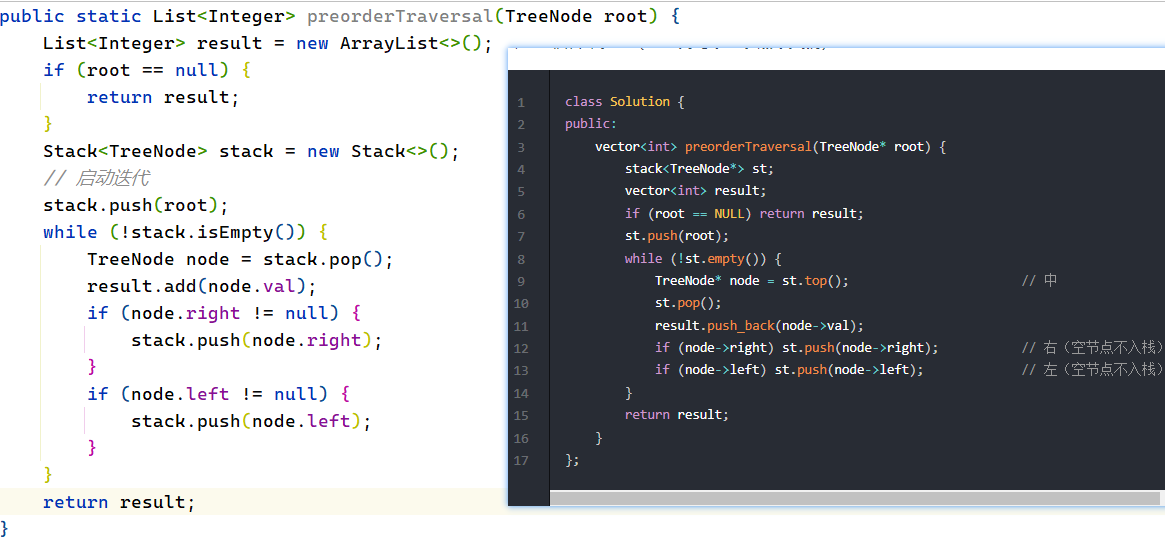 public static List<Integer> preorderTraversal(TreeNode root) {
    List<Integer> result = new ArrayList<>();
    if (root == null) {
        return result;
    }
    Stack<TreeNode> stack = new Stack<>();
    // 启动迭代
    stack.push(root);
    while (!stack.isEmpty()) {
        TreeNode node = stack.pop();
        result.add(node.val);
        if (node.right != null) {
            stack.push(node.right);
        }
        if (node.left != null) {
            stack.push(node.left);
        }
    }
    return result;
}
1 class Solution {
2 public:
3     vector<int> preorderTraversal(TreeNode* root) {
4         stack<TreeNode*> st;
5         vector<int> result;
6         if (root == NULL) return result;
7         st.push(root);
8         while (!st.empty()) {
9             TreeNode* node = st.top();                       // 中
10             st.pop();
11             result.push_back(node->val);
12             if (node->right) st.push(node->right);           // 右（空节点不入栈）
13             if (node->left) st.push(node->left);             // 左（空节点不入栈）
14         }
15         return result;
16     }
17 };